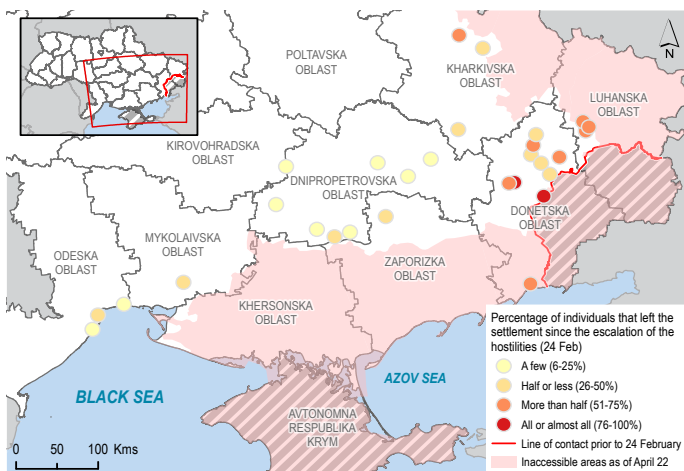 POLTAVSKA
OBLAST
KHARKIVSKA
OBLAST
N
LUHANSKA
OBLAST
KIROVOHRADSKA
OBLAST
DNIPROPETROVSKA
OBLAST
DONETSKA
OBLAST
ODESKA
OBLAST
MYKOLAIVSKA
OBLAST
ZAPORIZKA
OBLAST
KHERSONSKA
OBLAST
BLACK SEA
AZOV SEA
AVTONOMNA
RESPUBLIKA
KRYM
0 50 100 Kms
Percentage of individuals that left the
settlement since the escalation of the
hostilities (24 Feb)
A few (6-25%)
Half or less (26-50%)
More than half (51-75%)
All or almost all (76-100%)
Line of contact prior to 24 February
Inaccessible areas as of April 22